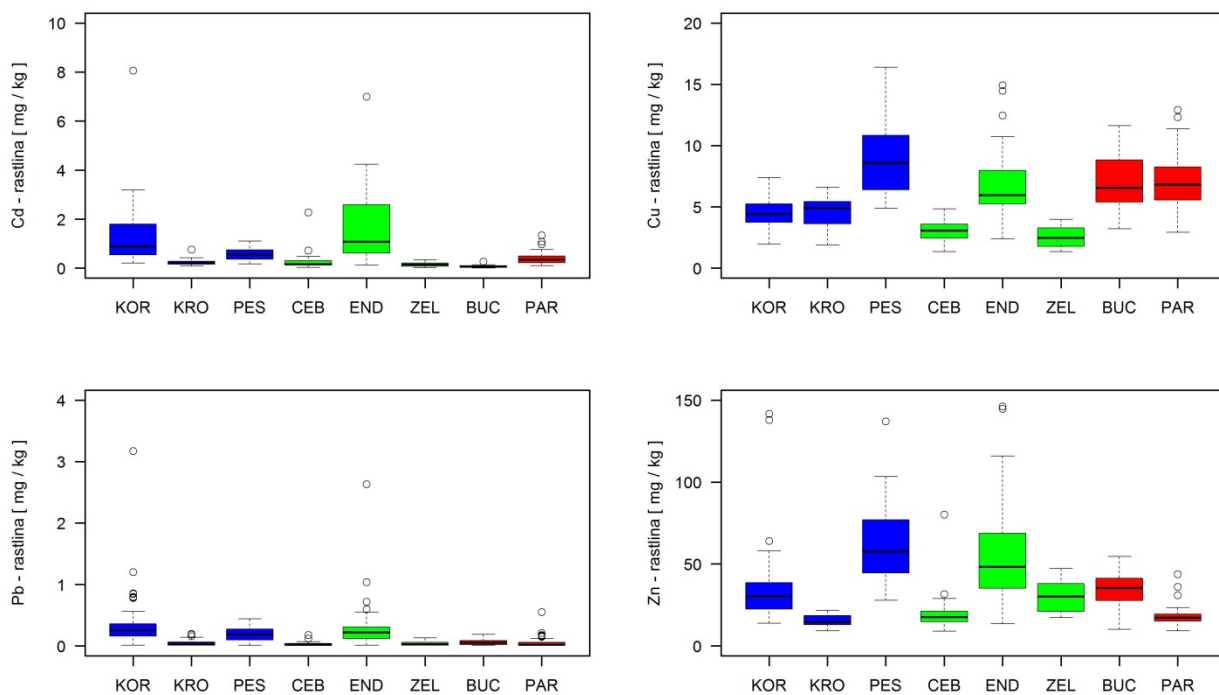 Cd - rastlina [ mg / kg ]
10
8
6
4
2
0
KOR KRO PES CEB END ZEL BUC PAR
Cu - rastlina [ mg / kg ]
20
15
10
5
0
KOR KRO PES CEB END ZEL BUC PAR
Pb - rastlina [ mg / kg ]
4
3
2
1
0
KOR KRO PES CEB END ZEL BUC PAR
Zn - rastlina [ mg / kg ]
150
100
50
0
KOR KRO PES CEB END ZEL BUC PAR